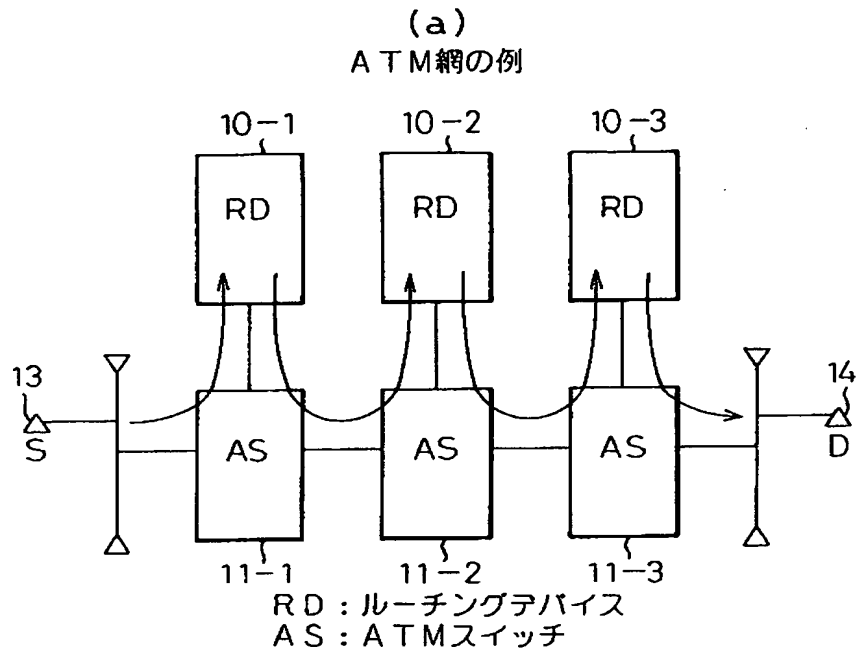 (a)
ATM網の例
10-1 10-2 10-3
RD RD RD
13 14
S AS AS AS D
11-1 11-2 11-3
RD:ルーチングデバイス
AS:ATMスイッチ